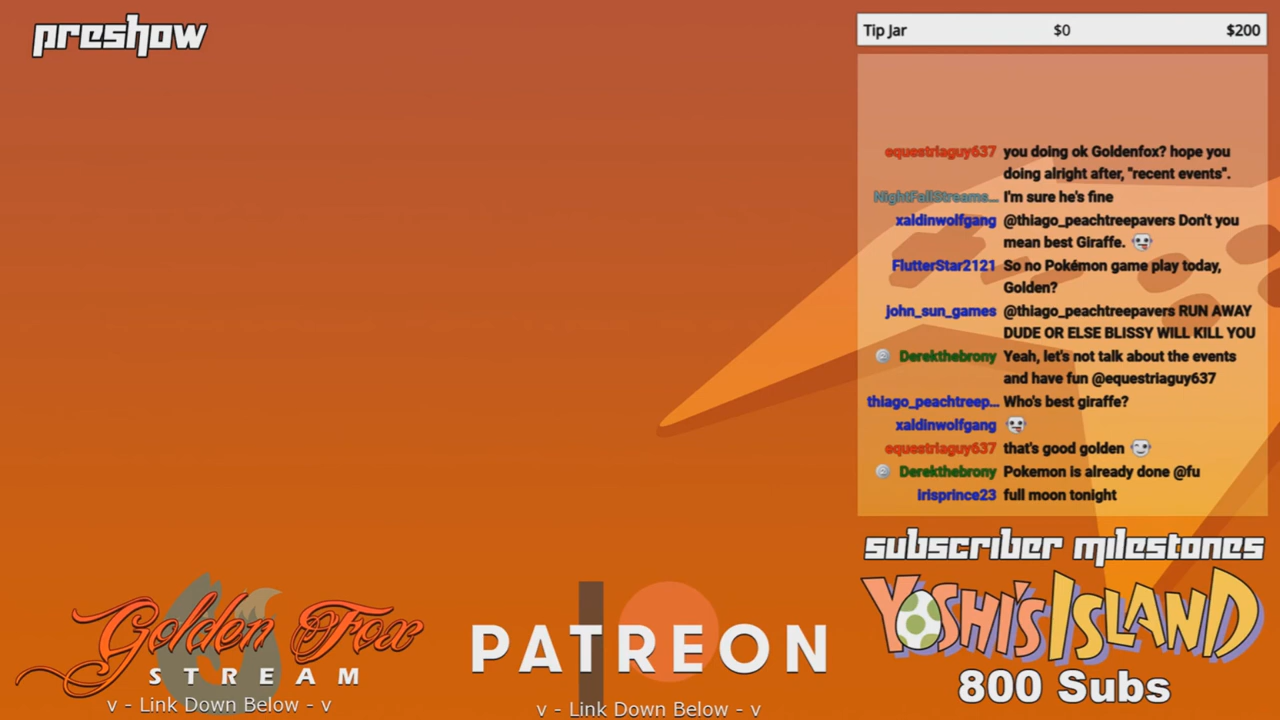 preshow
Tip Jar $0 $200
equestriaguy637 you doing ok Goldenfox? hope you
doing alright after, "recent events".
NightFallStreams... I'm sure he's fine
xaldinwolfgang @thiago_peachtreepavers Don't you
mean best Giraffe.
FlutterStar2121 So no Pokémon game play today,
Golden?
john_sun_games @thiago_peachtreepavers RUN AWAY
DUDE OR ELSE BLISSY WILL KILL YOU
Derekthebrony Yeah, let's not talk about the events
and have fun @equestriaguy637
thiago_peachtreep... Who's best giraffe?
xaldinwolfgang
equestriaguy637 that's good golden
Derekthebrony Pokemon is already done @fu
irisprince23 full moon tonight
subscriber milestones
YOSHI'S ISLAND
800 Subs
Golden Fox
STREAM
v - Link Down Below - v
PATREON
v - Link Down Below - v